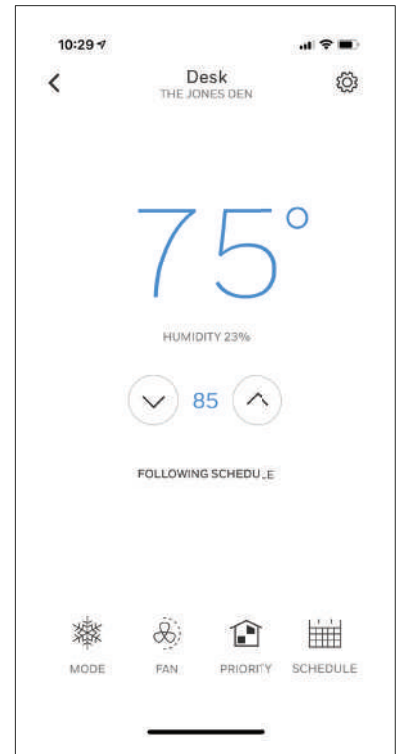 10:29
Desk
THE JONES DEN
75°
HUMIDITY 23%
85
FOLLOWING SCHEDULE
MODE FAN PRIORITY SCHEDULE